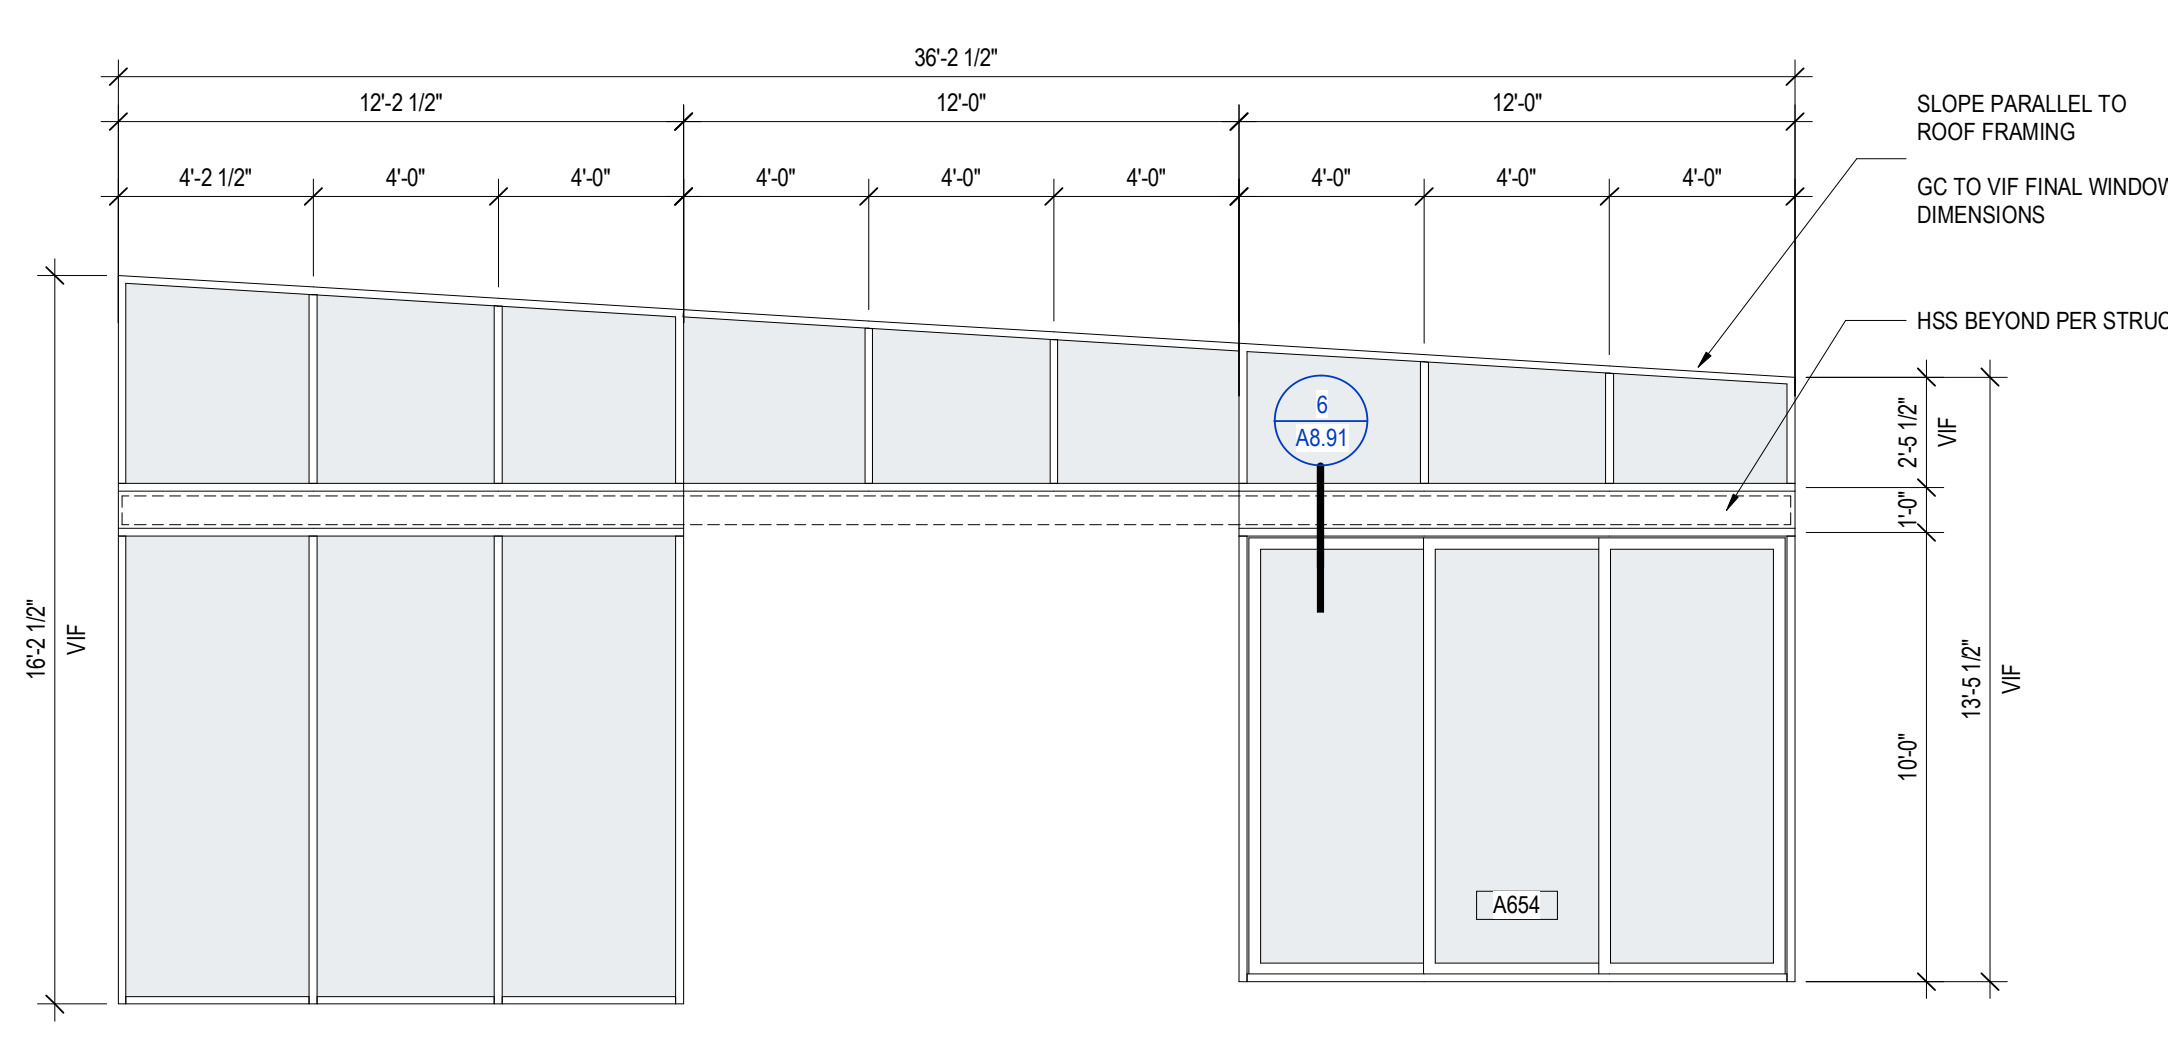 36'-2 1/2"
12'-2 1/2"
12'-0"
12'-0"
4'-2 1/2"
4'-0"
4'-0"
4'-0"
4'-0"
4'-0"
4'-0"
4'-0"
4'-0"
SLOPE PARALLEL TO
ROOF FRAMING
GC TO VIF FINAL WINDOW
DIMENSIONS
HSS BEYOND PER STRUC
6
A8.91
2'-5 1/2"
VIF
1'-0"
16'-2 1/2"
VIF
13'-5 1/2"
VIF
10'-0"
A654